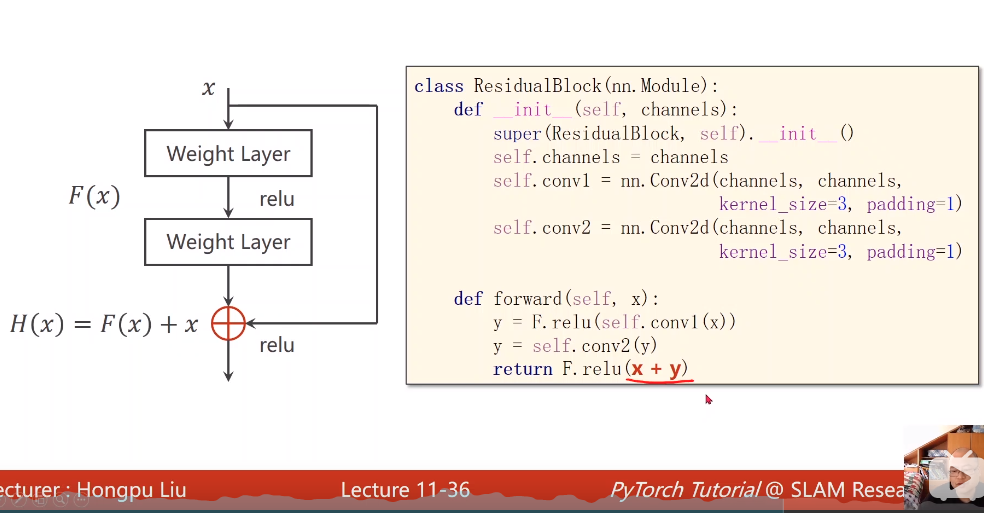 x
Weight Layer
F(x)
relu
Weight Layer
H(x) = F(x) + x
relu
class ResidualBlock(nn.Module):
    def __init__(self, channels):
        super(ResidualBlock, self).__init__()
        self.channels = channels
        self.conv1 = nn.Conv2d(channels, channels,
                               kernel_size=3, padding=1)
        self.conv2 = nn.Conv2d(channels, channels,
                               kernel_size=3, padding=1)

    def forward(self, x):
        y = F.relu(self.conv1(x))
        y = self.conv2(y)
        return F.relu(x + y)
ecturer : Hongpu Liu
Lecture 11-36
PyTorch Tutorial @ SLAM Resea